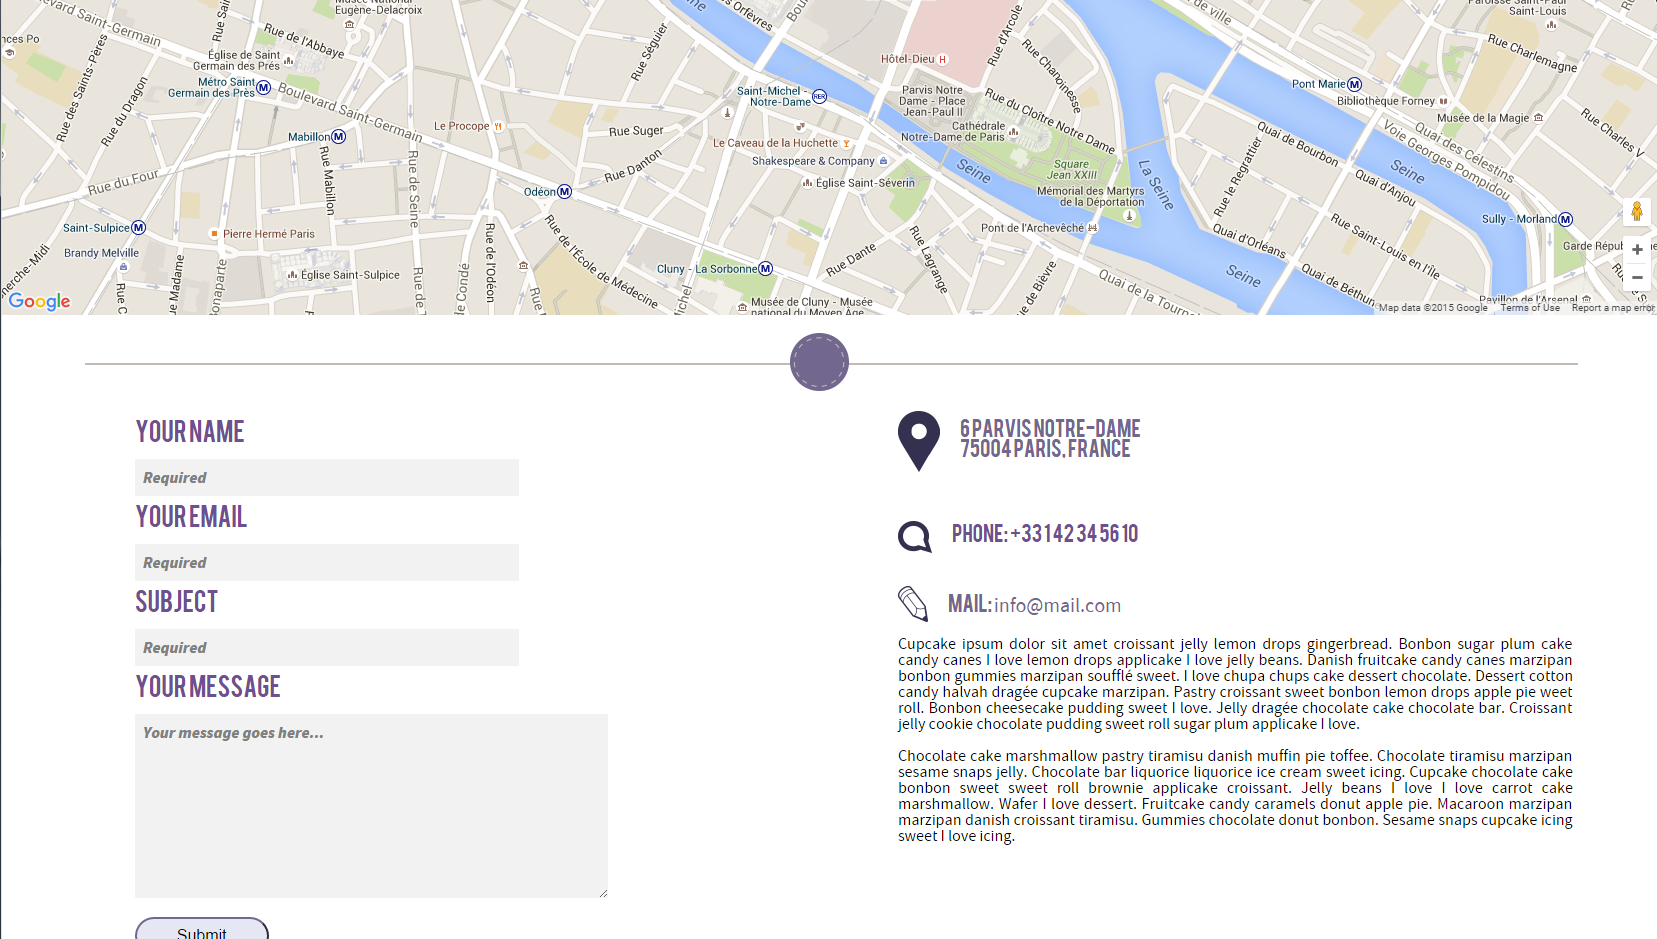 Musée National
Eugène-Delacroix
Rue de l'Abbaye
Église de Saint
Germain des Prés
Métro Saint
Germain des Près
Boulevard Saint-Germain
Rue des Saints-Pères
Rue du Dragon
Boulevard Saint-Germain
Mabillon
Le Procope
Rue Séguier
Rue Suger
Rue Danton
Saint-Michel -
Notre-Dame
RER
Le Caveau de la Huchette
Shakespeare & Company
Église Saint-Séverin
Hôtel-Dieu
H
Parvis Notre
Dame - Place
Jean-Paul II
Cathédrale
Notre-Dame de Paris
Rue d'Arcole
Rue Chanoinesse
Rue du Cloître Notre Dame
Square
Jean XXIII
Mémorial des Martyrs
de la Déportation
Pont de l'Archevêché
Seine
La Seine
Seine
Seine
Saint-Louis
Rue Charlemagne
Pont Marie
Bibliothèque Forney
Musée de la Magie
Rue Charles V
Quai des Célestins
Voie Georges Pompidou
Quai de Bourbon
Quai d'Anjou
Rue le Regrattier
Rue Saint-Louis en l'Île
Quai d'Orléans
Quai de Béthun
Sully - Morland
Pavillon de l'Arsenal
Rue du Four
Rue Mabillon
Rue de Seine
Odéon
Saint-Sulpice
Brandy Melville
Pierre Hermé Paris
Église Saint-Sulpice
Rue de l'Odéon
Rue de l'École de Médecine
Cluny - La Sorbonne
Musée de Cluny - Musée
national du Moyen Âge
Rue Dante
Rue Lagrange
Rue de Bièvre
Quai de la Tourn
Google
Map data ©2015 Google
Terms of Use
Report a map error
YOUR NAME
Required
YOUR EMAIL
Required
SUBJECT
Required
YOUR MESSAGE
Your message goes here...
Submit
6 PARVIS NOTRE-DAME
75004 PARIS, FRANCE
PHONE: +33 1 42 34 56 10
MAIL: info@mail.com
Cupcake ipsum dolor sit amet croissant jelly lemon drops gingerbread. Bonbon sugar plum cake
candy canes I love lemon drops applicake I love jelly beans. Danish fruitcake candy canes marzipan
bonbon gummies marzipan soufflé sweet. I love chupa chups cake dessert chocolate. Dessert cotton
candy halvah dragée cupcake marzipan. Pastry croissant sweet bonbon lemon drops apple pie weet
roll. Bonbon cheesecake pudding sweet I love. Jelly dragée chocolate cake chocolate bar. Croissant
jelly cookie chocolate pudding sweet roll sugar plum applicake I love.
Chocolate cake marshmallow pastry tiramisu danish muffin pie toffee. Chocolate tiramisu marzipan
sesame snaps jelly. Chocolate bar liquorice liquorice ice cream sweet icing. Cupcake chocolate cake
bonbon sweet sweet roll brownie applicake croissant. Jelly beans I love I love carrot cake
marshmallow. Wafer I love dessert. Fruitcake candy caramels donut apple pie. Macaroon marzipan
marzipan danish croissant tiramisu. Gummies chocolate donut bonbon. Sesame snaps cupcake icing
sweet I love icing.